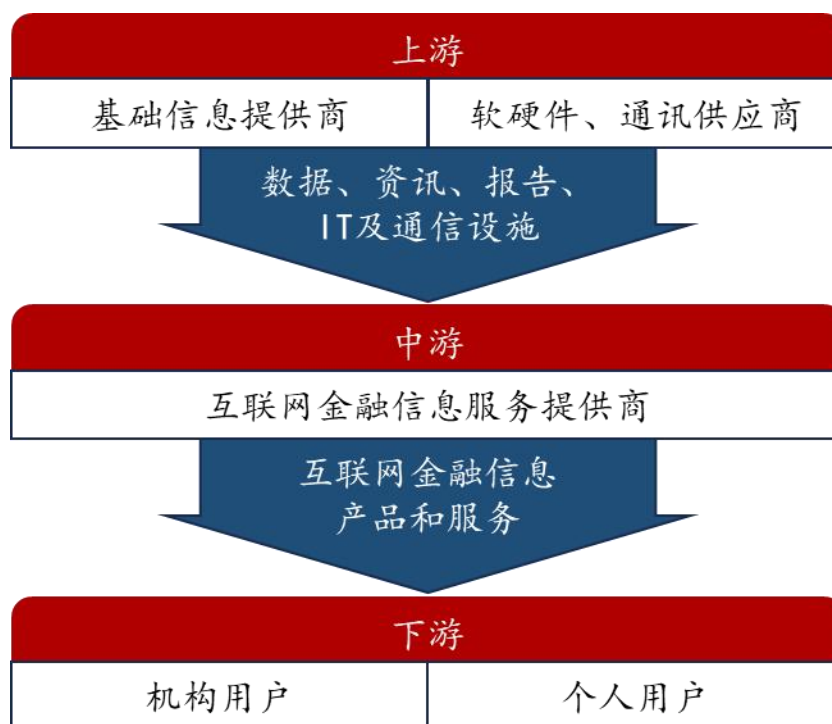 上游
基础信息提供商
软硬件、通讯供应商
数据、资讯、报告、
IT及通信设施
中游
互联网金融信息服务提供商
互联网金融信息
产品和服务
下游
机构用户
个人用户